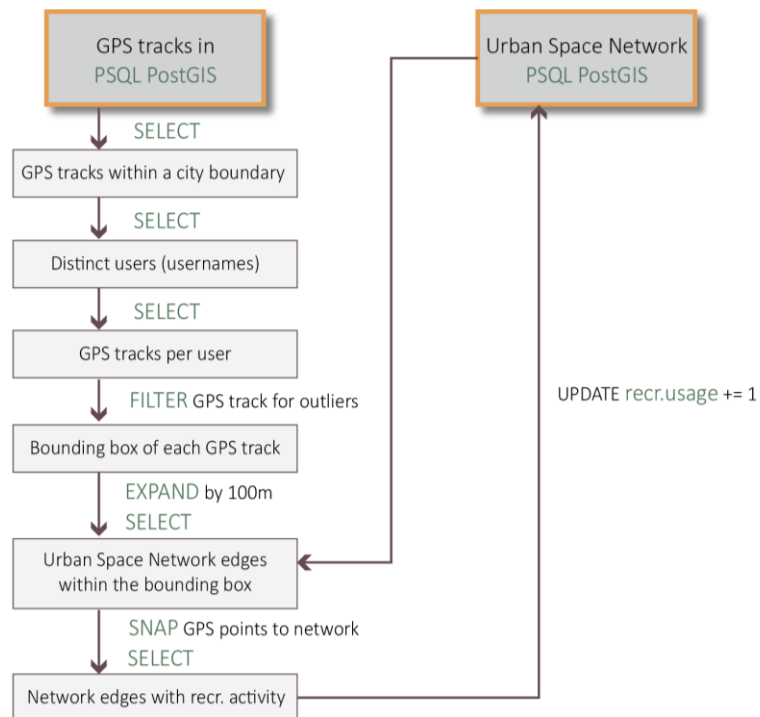 GPS tracks in
PSQL PostGIS
Urban Space Network
PSQL PostGIS
SELECT
GPS tracks within a city boundary
SELECT
Distinct users (usernames)
SELECT
GPS tracks per user
FILTER GPS track for outliers
UPDATE recr.usage += 1
Bounding box of each GPS track
EXPAND by 100m
SELECT
Urban Space Network edges
within the bounding box
SNAP GPS points to network
SELECT
Network edges with recr. activity